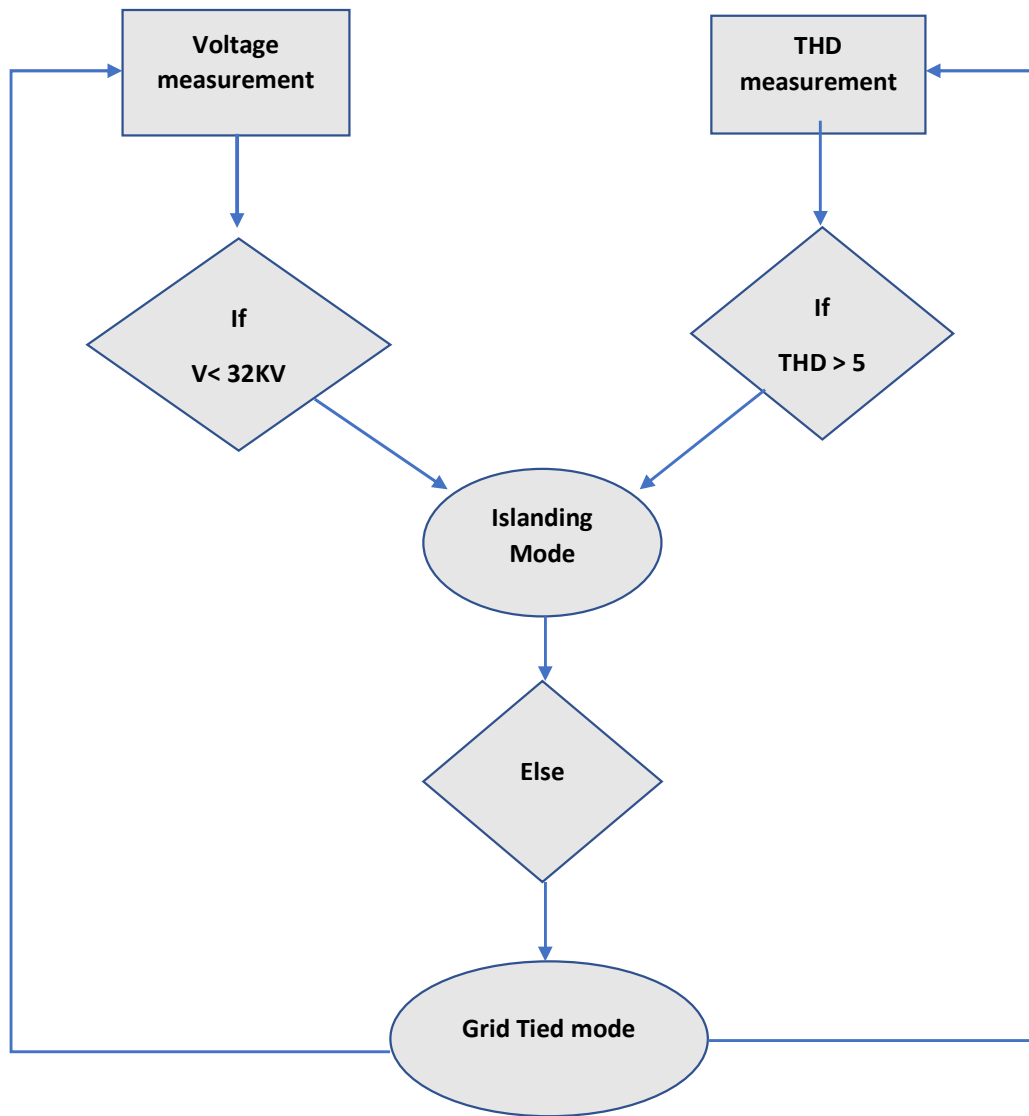 Voltage
measurement
THD
measurement
If
V< 32KV
If
THD > 5
Islanding
Mode
Else
Grid Tied mode